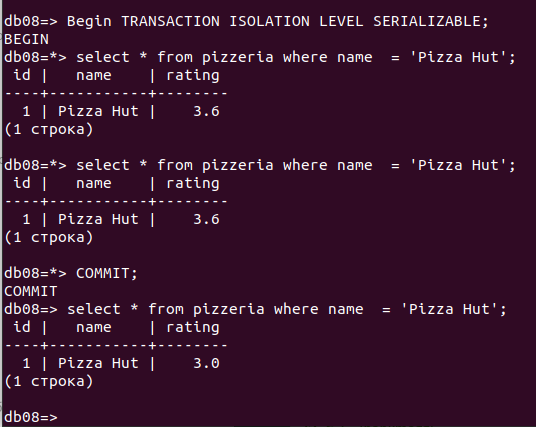 db08=> Begin TRANSACTION ISOLATION LEVEL SERIALIZABLE;
BEGIN
db08=*> select * from pizzeria where name  = 'Pizza Hut';
 id |   name    | rating
----+-----------+--------
  1 | Pizza Hut |    3.6
(1 строка)

db08=*> select * from pizzeria where name  = 'Pizza Hut';
 id |   name    | rating
----+-----------+--------
  1 | Pizza Hut |    3.6
(1 строка)

db08=*> COMMIT;
COMMIT
db08=> select * from pizzeria where name  = 'Pizza Hut';
 id |   name    | rating
----+-----------+--------
  1 | Pizza Hut |    3.0
(1 строка)

db08=>